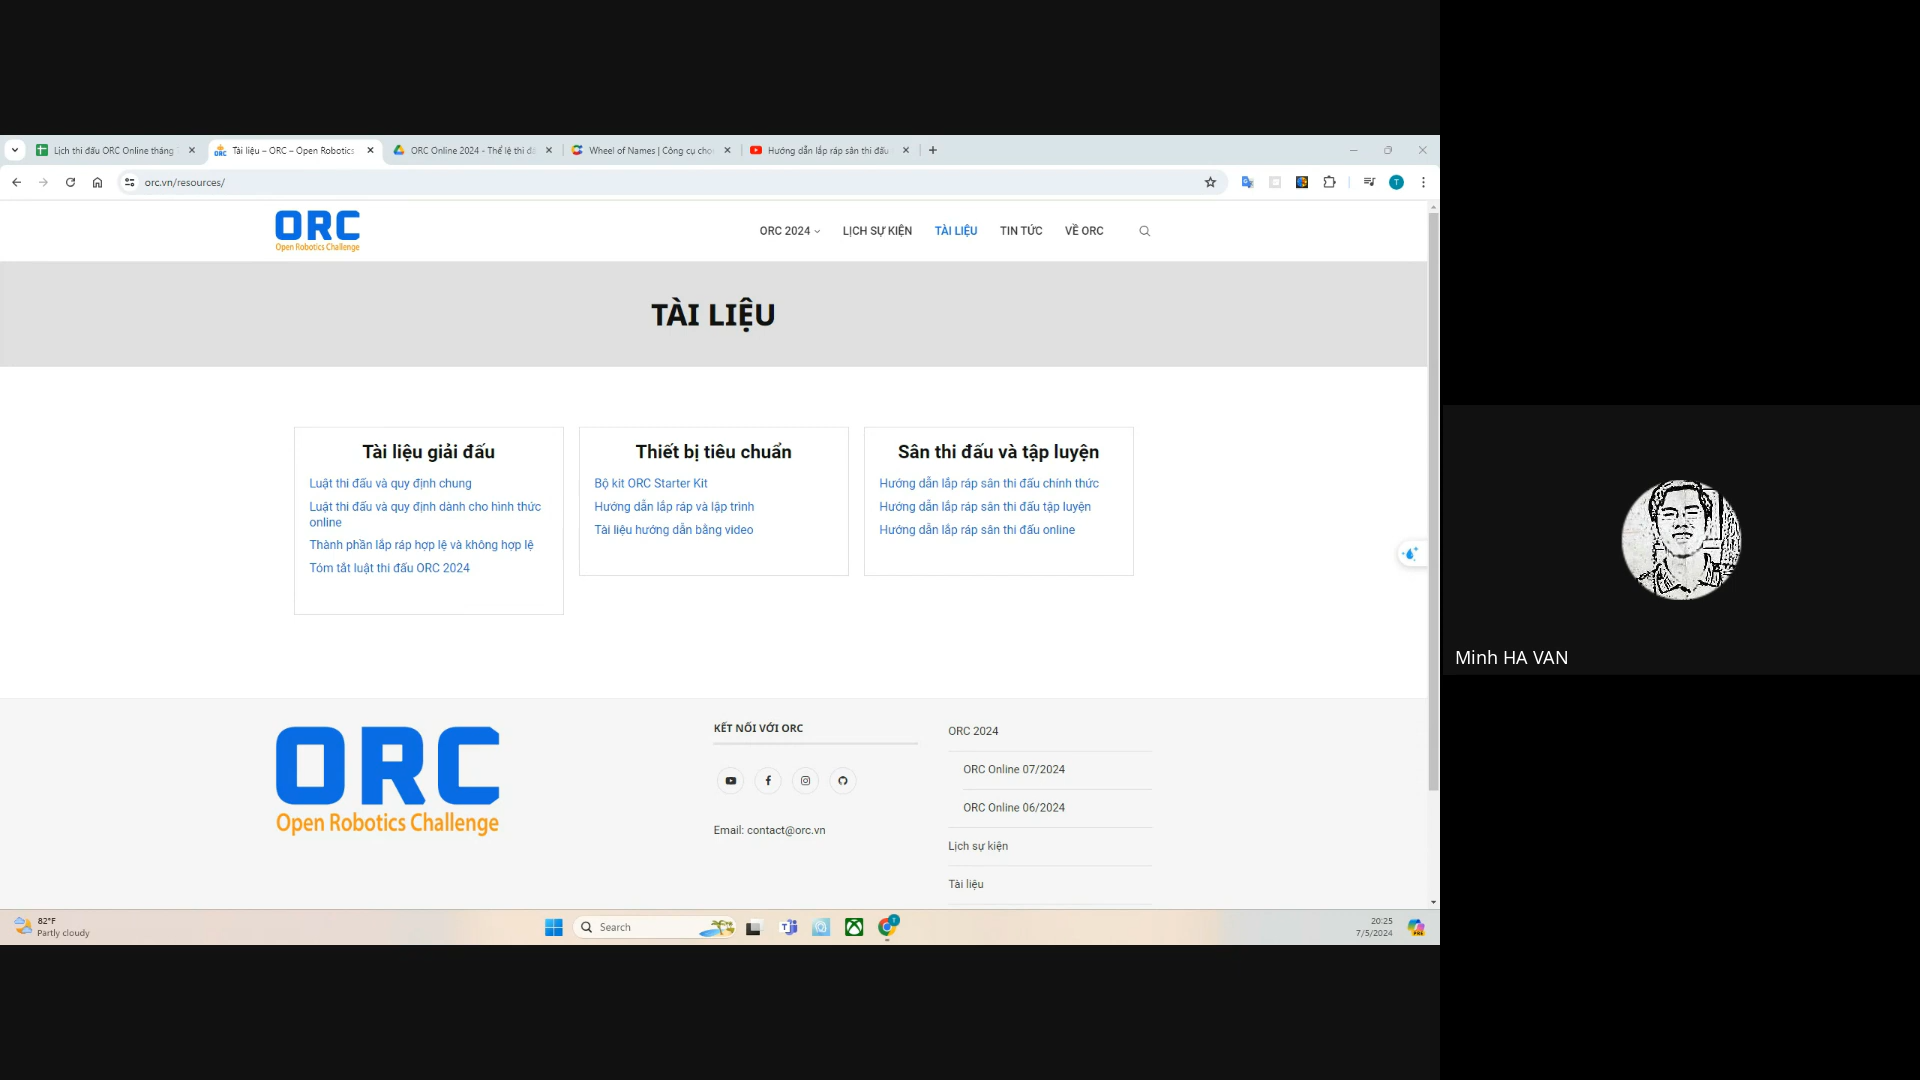 Lịch thi đấu ORC Online tháng
Tài liệu – ORC – Open Robotics
ORC Online 2024 - Thể lệ thi đấ
Wheel of Names | Công cụ cho
Hướng dẫn lắp ráp sân thi đấu
orc.vn/resources/
T
ORC
Open Robotics Challenge
ORC 2024
LỊCH SỰ KIỆN
TÀI LIỆU
TIN TỨC
VỀ ORC
TÀI LIỆU
Tài liệu giải đấu
Luật thi đấu và quy định chung
Luật thi đấu và quy định dành cho hình thức
online
Thành phần lắp ráp hợp lệ và không hợp lệ
Tóm tắt luật thi đấu ORC 2024
Thiết bị tiêu chuẩn
Bộ kit ORC Starter Kit
Hướng dẫn lắp ráp và lập trình
Tài liệu hướng dẫn bằng video
Sân thi đấu và tập luyện
Hướng dẫn lắp ráp sân thi đấu chính thức
Hướng dẫn lắp ráp sân thi đấu tập luyện
Hướng dẫn lắp ráp sân thi đấu online
Minh HA VAN
ORC
Open Robotics Challenge
KẾT NỐI VỚI ORC
Email: contact@orc.vn
ORC 2024
ORC Online 07/2024
ORC Online 06/2024
Lịch sự kiện
Tài liệu
82°F
Partly cloudy
Search
20:25
7/5/2024